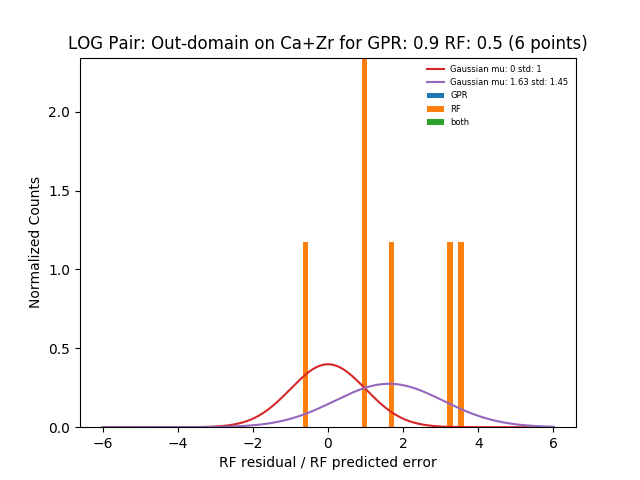 LOG Pair: Out-domain on Ca+Zr for GPR: 0.9 RF: 0.5 (6 points)
Gaussian mu: 0 std: 1
Gaussian mu: 1.63 std: 1.45
GPR
RF
both
Normalized Counts
2.0
1.5
1.0
0.5
0.0
−6 −4 −2 0 2 4 6
RF residual / RF predicted error